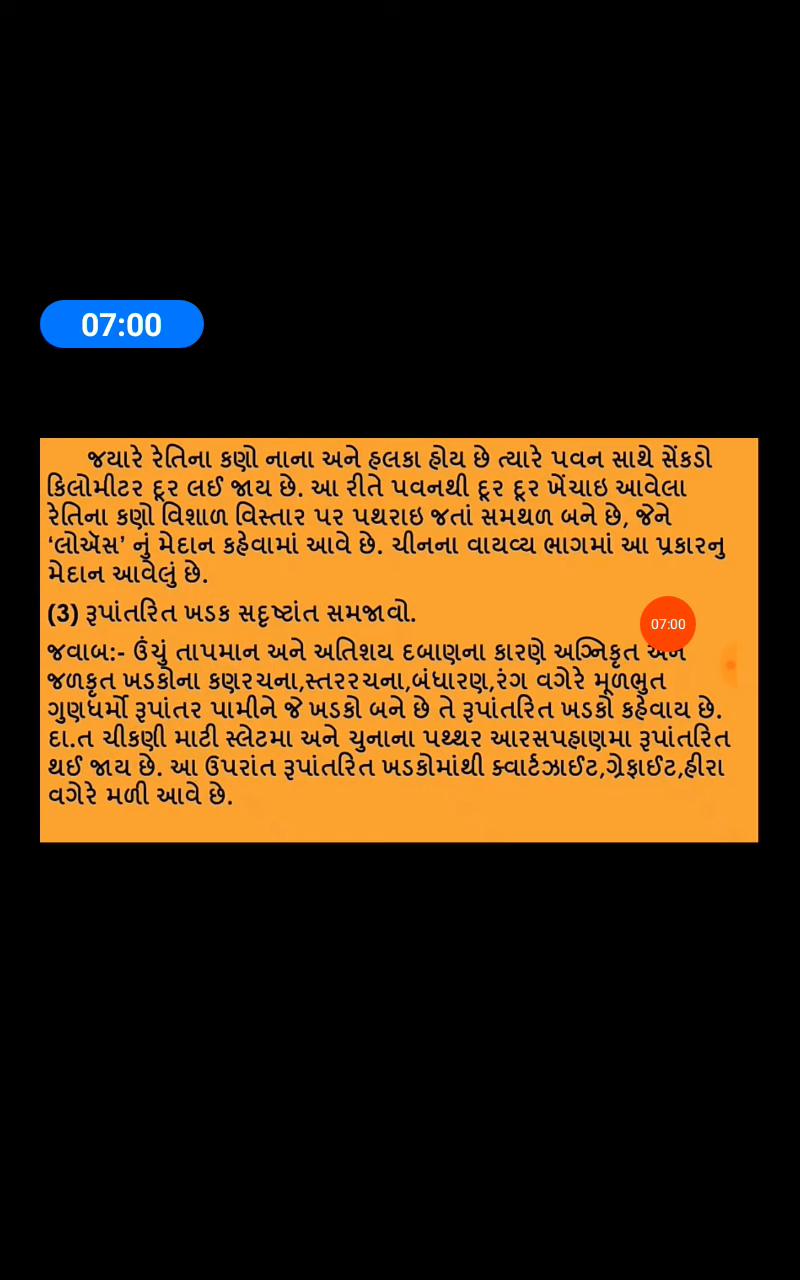 07:00
જયારે રેતિના કણો નાના અને હલકા હોય છે ત્યારે પવન સાથે સેંકડો
કિલોમીટર દૂર લઈ જાય છે. આ રીતે પવનથી દૂર દૂર ખેંચાઇ આવેલા
રેતિના કણો વિશાળ વિસ્તાર પર પથરાઇ જતાં સમથળ બને છે, જેને
‘લોઍસ’ નું મેદાન કહેવામાં આવે છે. ચીનના વાયવ્ય ભાગમાં આ પ્રકારનુ
મેદાન આવેલું છે.
(3) રૂપાંતરિત ખડક સદૃષ્ટાંત સમજાવો.
07:00
જવાબ:- ઉંચું તાપમાન અને અતિશય દબાણના કારણે અગ્નિકૃત અને
જળકૃત ખડકોના કણરચના,સ્તરરચના,બંધારણ,રંગ વગેરે મૂળભુત
ગુણધર્મો રૂપાંતર પામીને જે ખડકો બને છે તે રૂપાંતરિત ખડકો કહેવાય છે.
દા.ત ચીકણી માટી સ્લેટમા અને ચુનાના પથ્થર આરસપહાણમા રૂપાંતરિત
થઈ જાય છે. આ ઉપરાંત રૂપાંતરિત ખડકોમાંથી ક્વાર્ટઝાઈટ,ગ્રેફાઈટ,હીરા
વગેરે મળી આવે છે.